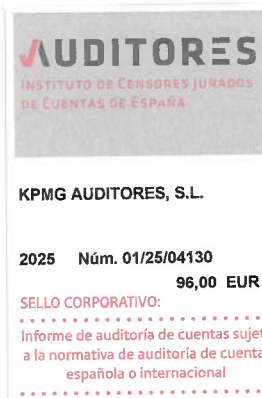 AUDITORES
INSTITUTO DE CENSORES JURADOS
DE CUENTAS DE ESPAÑA
KPMG AUDITORES, S.L.
2025 Núm. 01/25/04130
96,00 EUR
SELLO CORPORATIVO:
Informe de auditoría de cuentas sujet
a la normativa de auditoría de cuenta
española o internacional